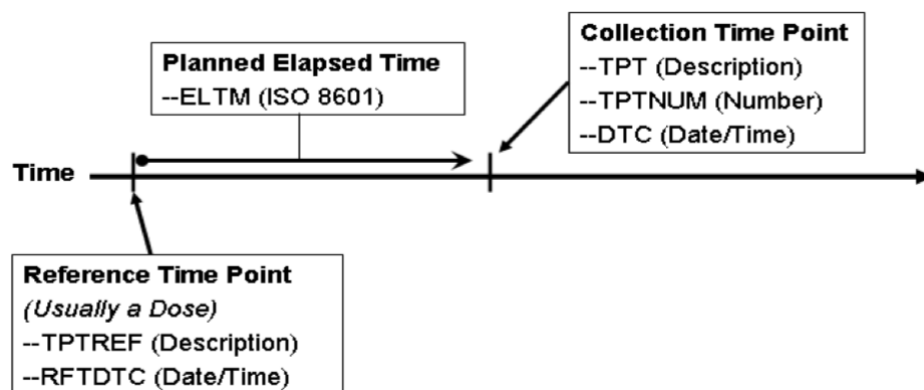 Planned Elapsed Time
--ELTM (ISO 8601)
Collection Time Point
--TPT (Description)
--TPTNUM (Number)
--DTC (Date/Time)
Time
Reference Time Point
(Usually a Dose)
--TPTREF (Description)
--RFTDTC (Date/Time)